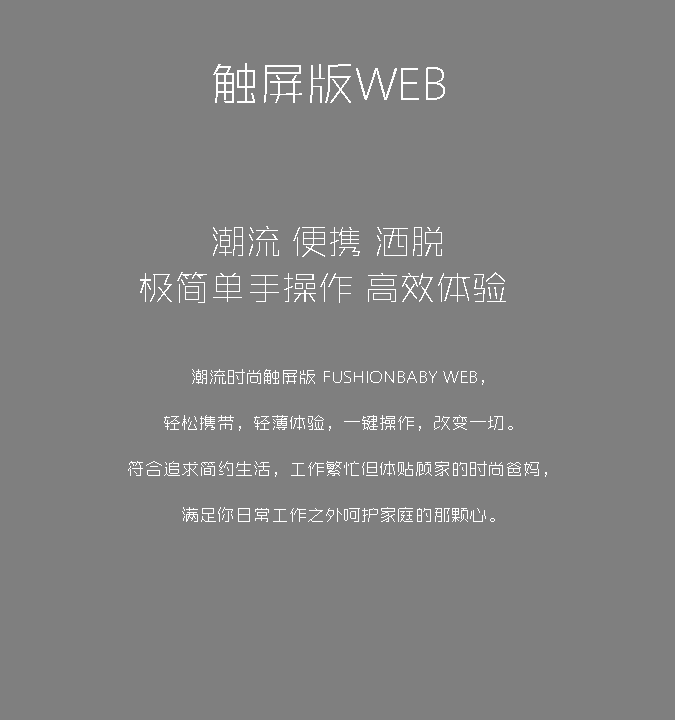 触屏版WEB
潮流 便携 洒脱
极简单手操作 高效体验
潮流时尚触屏版 FUSHIONBABY WEB，
轻松携带，轻薄体验，一键操作，改变一切。
符合追求简约生活，工作繁忙但体贴顾家的时尚爸妈，
满足你日常工作之外呵护家庭的那颗心。